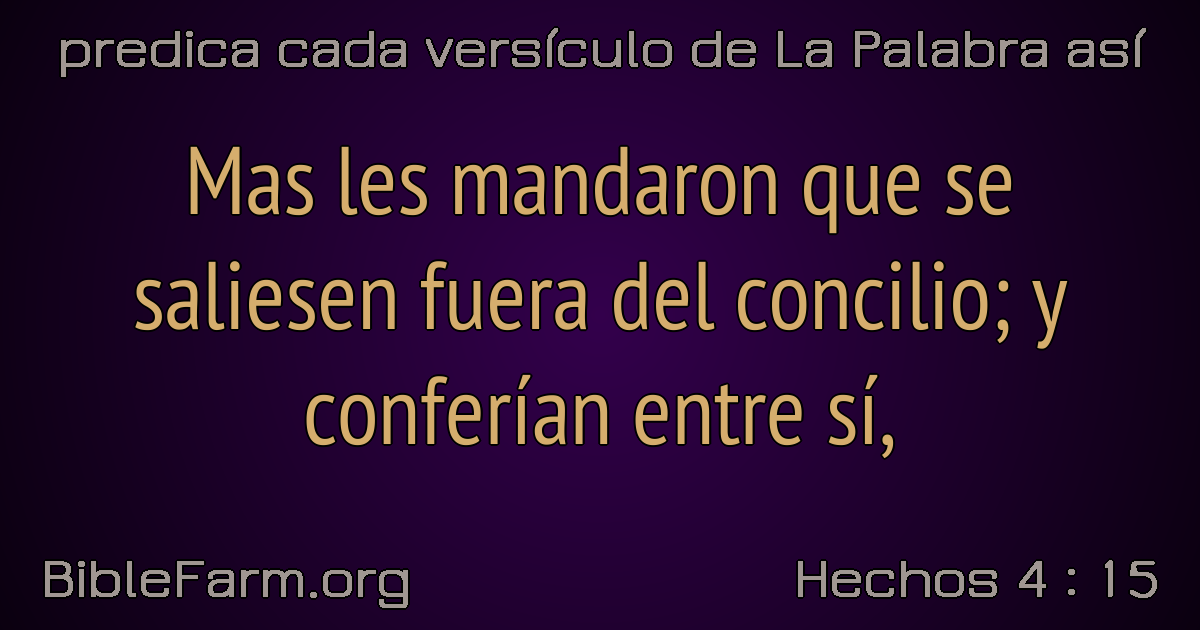 predica cada versículo de La Palabra así
Mas les mandaron que se
saliesen fuera del concilio; y
conferían entre sí,
BibleFarm.org
Hechos 4 : 15